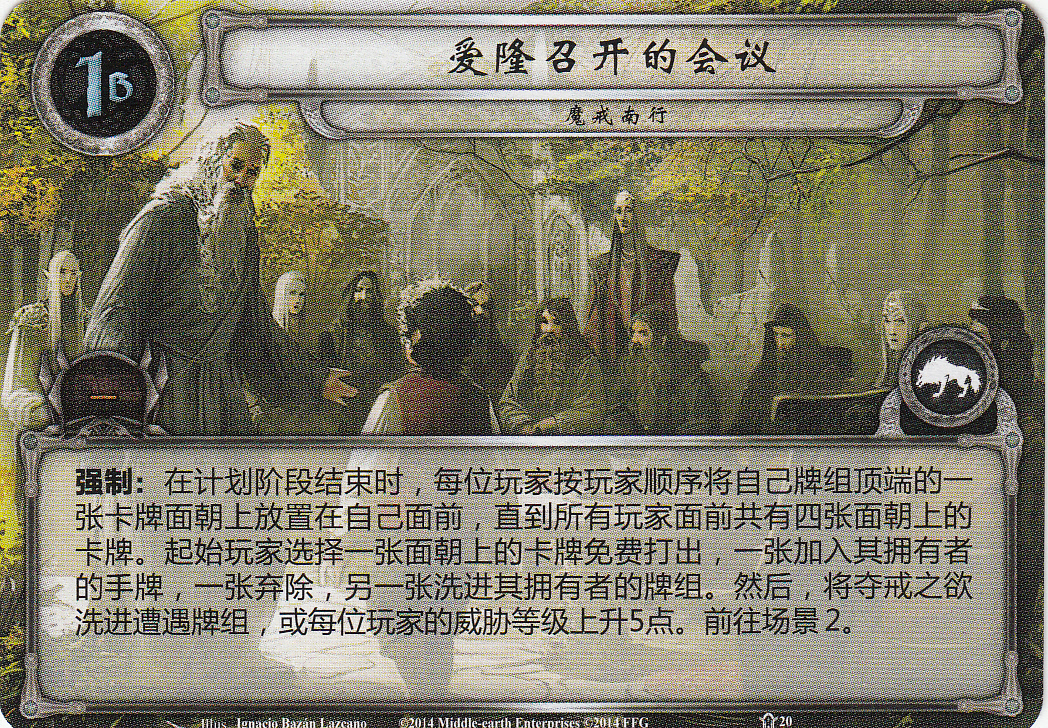 1B
爱隆召开的会议
魔戒南行
强制：在计划阶段结束时，每位玩家按玩家顺序将自己牌组顶端的一
张卡牌面朝上放置在自己面前，直到所有玩家面前共有四张面朝上的
卡牌。起始玩家选择一张面朝上的卡牌免费打出，一张加入其拥有者
的手牌，一张弃除，另一张洗进其拥有者的牌组。然后，将夺戒之欲
洗进遭遇牌组，或每位玩家的威胁等级上升5点。前往场景2。
Illus. Ignacio Bazán Lazcano ©2014 Middle-earth Enterprises ©2014 FFG 20